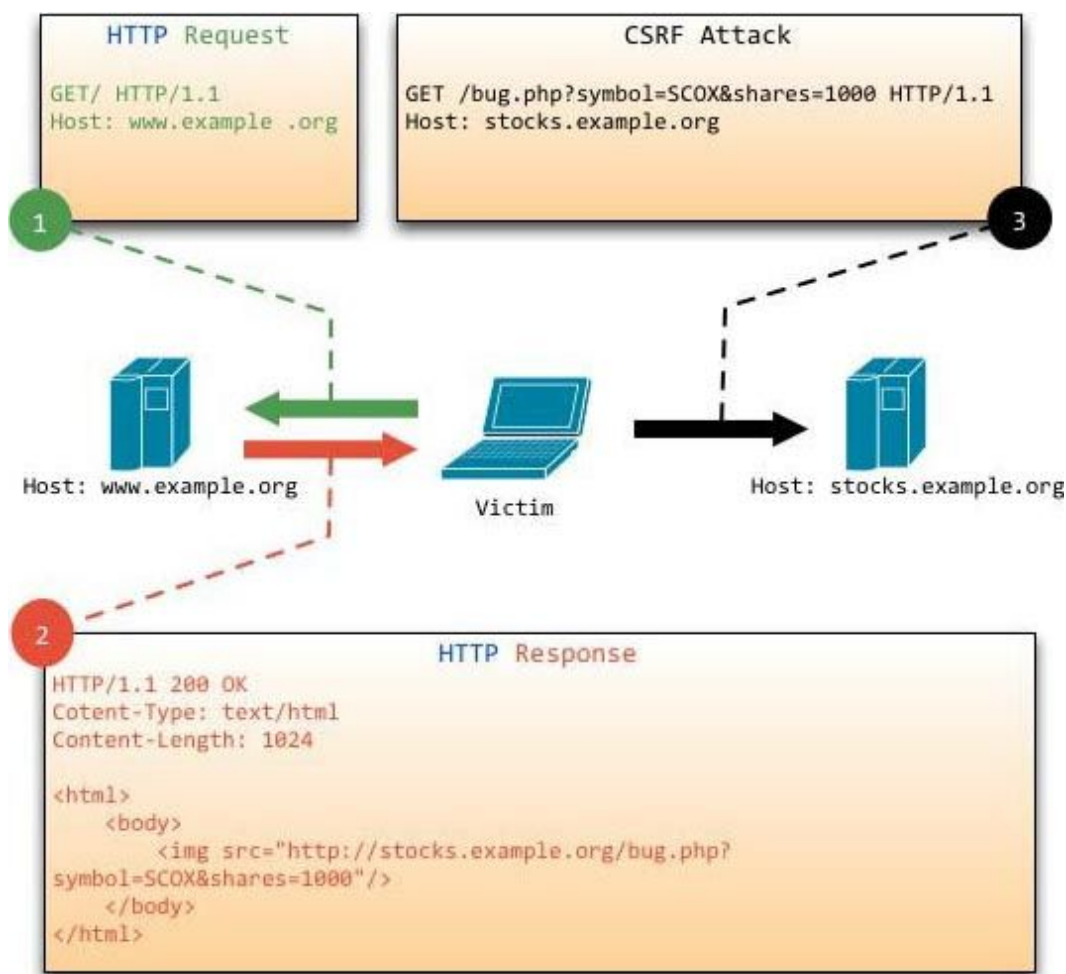 HTTP Request
GET/ HTTP/1.1
Host: www.example .org
1
CSRF Attack
GET /bug.php?symbol=SCOX&shares=1000 HTTP/1.1
Host: stocks.example.org
3
Host: www.example.org
Victim
Host: stocks.example.org
2
HTTP Response
HTTP/1.1 200 OK
Cotent-Type: text/html
Content-Length: 1024
<html>
<body>
<img src="http://stocks.example.org/bug.php?
symbol=SCOX&shares=1000"/>
</body>
</html>